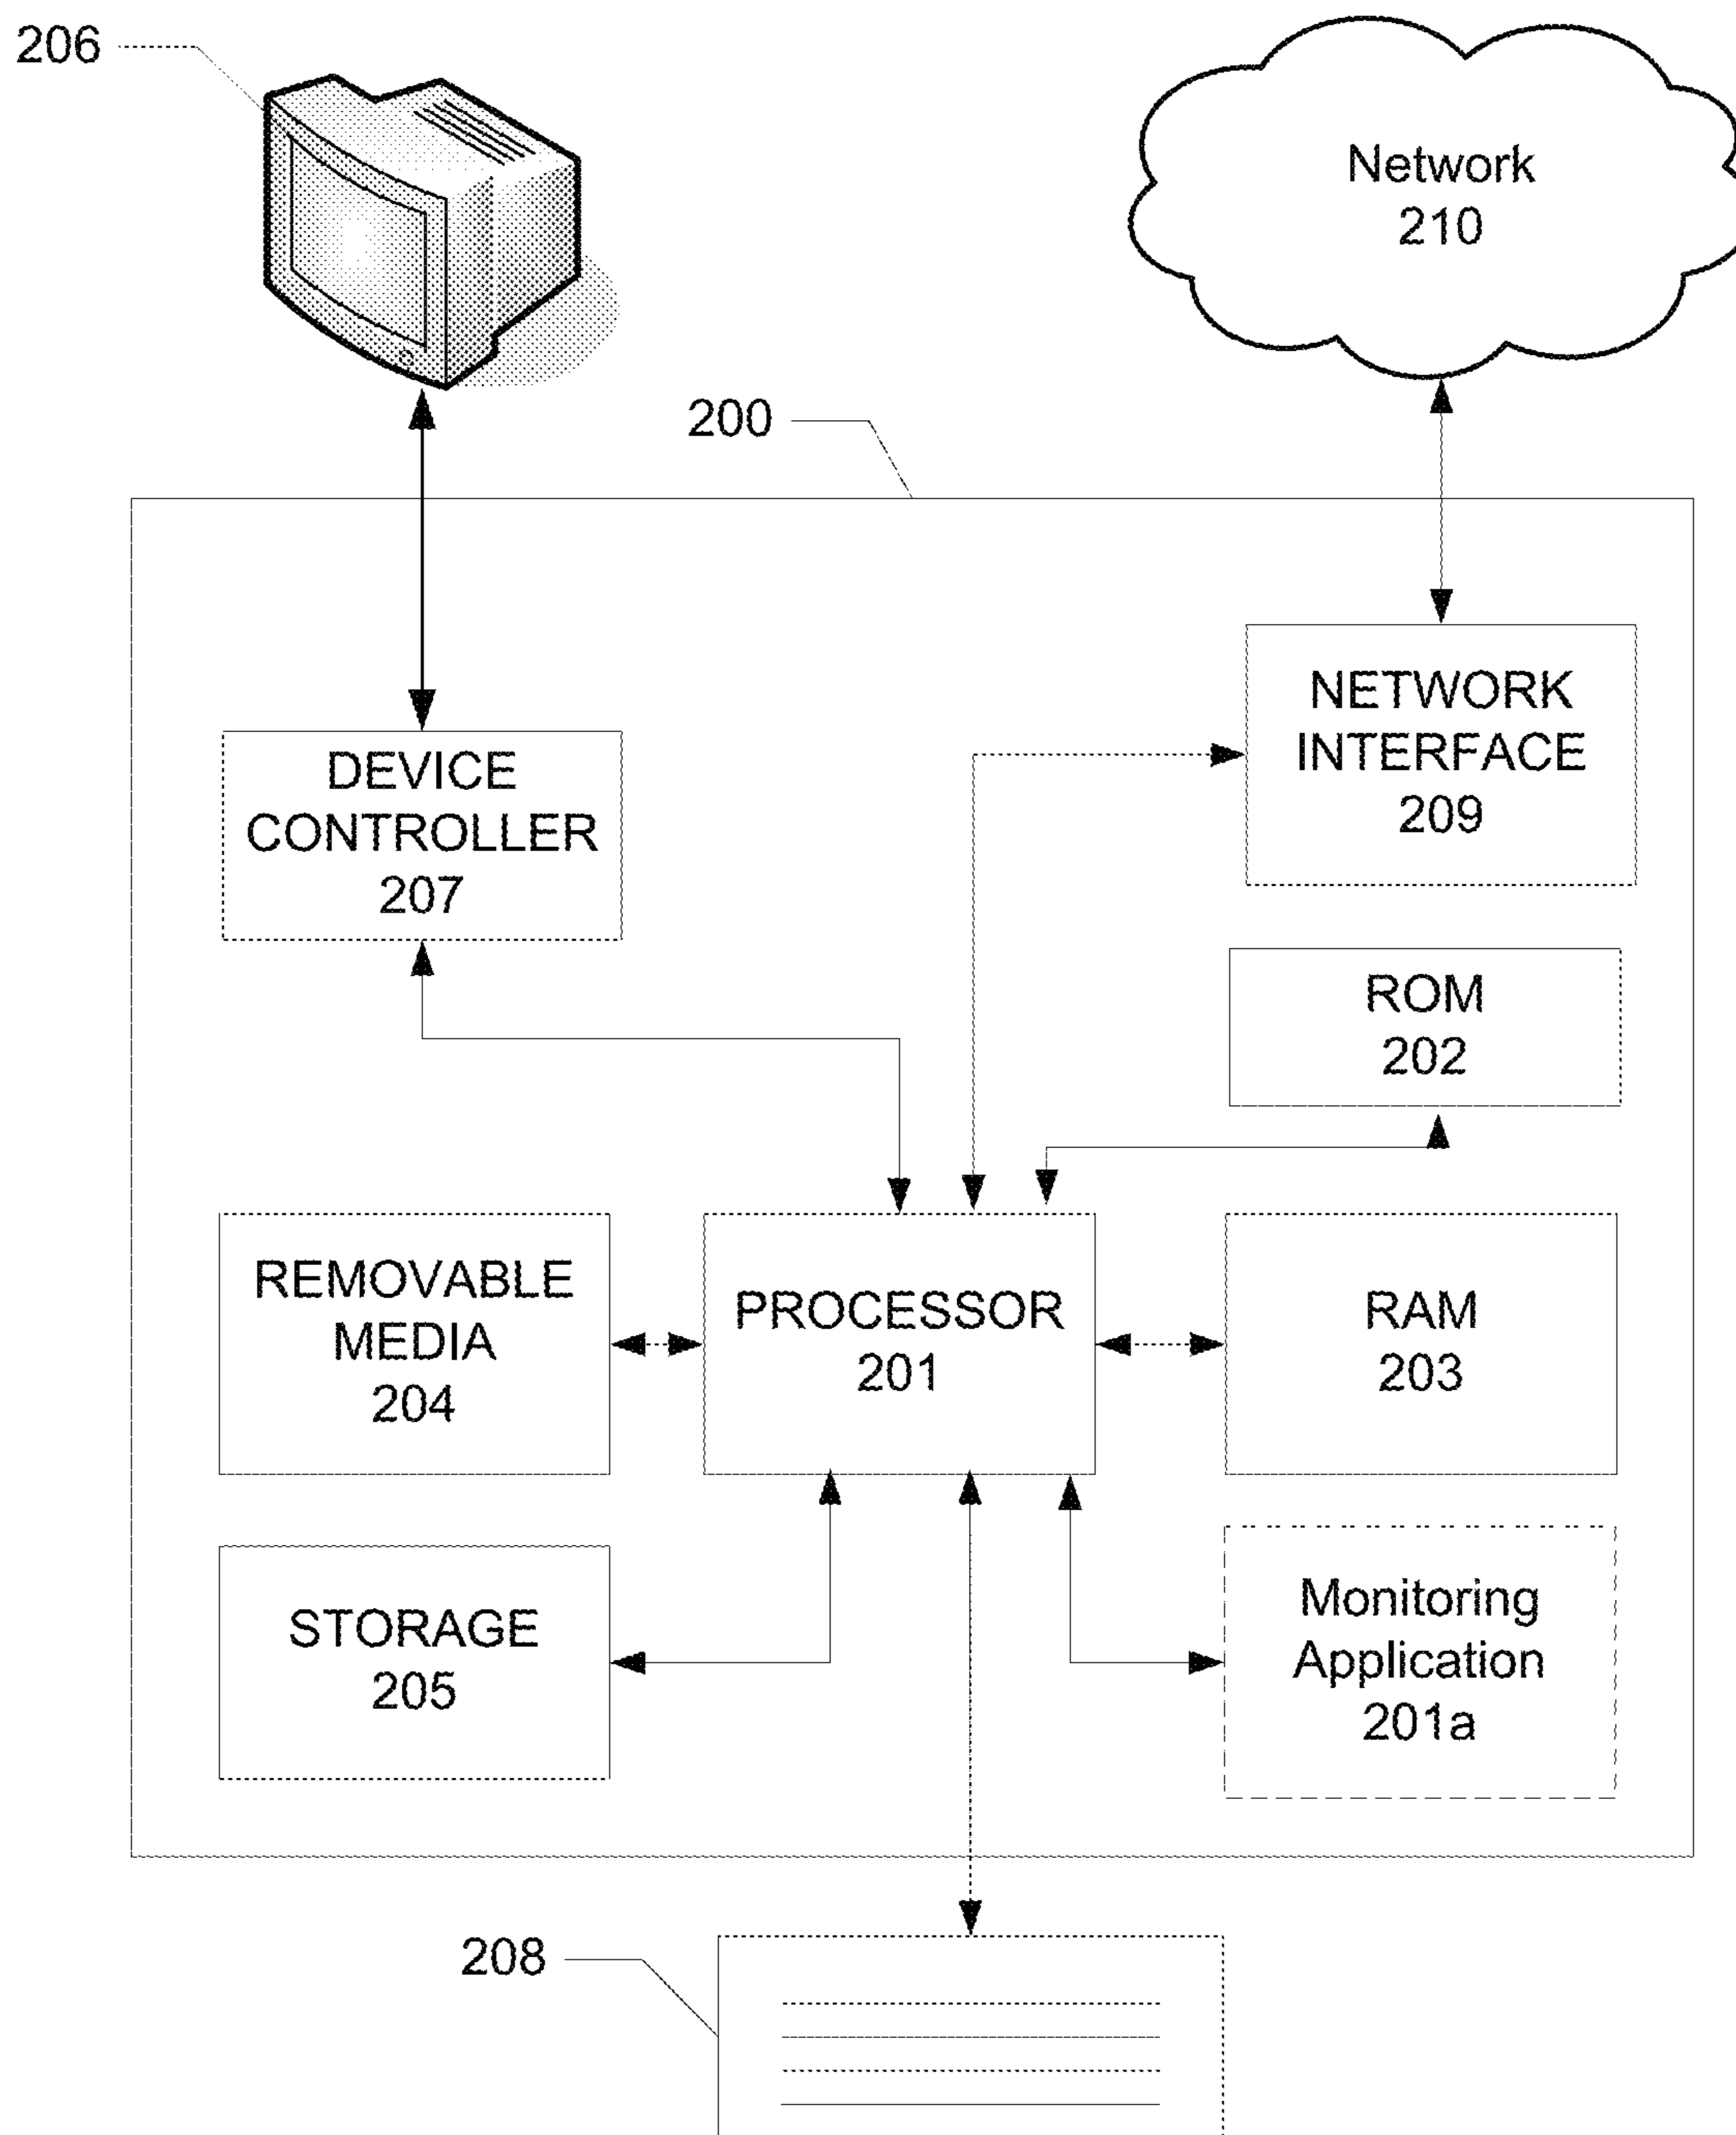 206
Network
210
200
NETWORK
INTERFACE
209
DEVICE
CONTROLLER
207
ROM
202
REMOVABLE
MEDIA
204
PROCESSOR
201
RAM
203
STORAGE
205
Monitoring
Application
201a
208